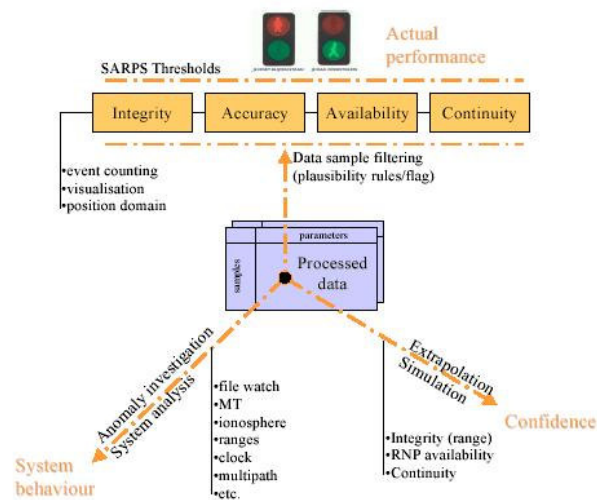 Actual
performance
SARPS Thresholds
Integrity
Accuracy
Availability
Continuity
•event counting
•visualisation
•position domain
Data sample filtering
(plausibility rules/flag)
parameters
samples
Processed
data
Anomaly investigation
System analysis
Extrapolation
Simulation
•file watch
•MT
•ionosphere
•ranges
•clock
•multipath
•etc.
•Integrity (range)
•RNP availability
•Continuity
Confidence
System
behaviour